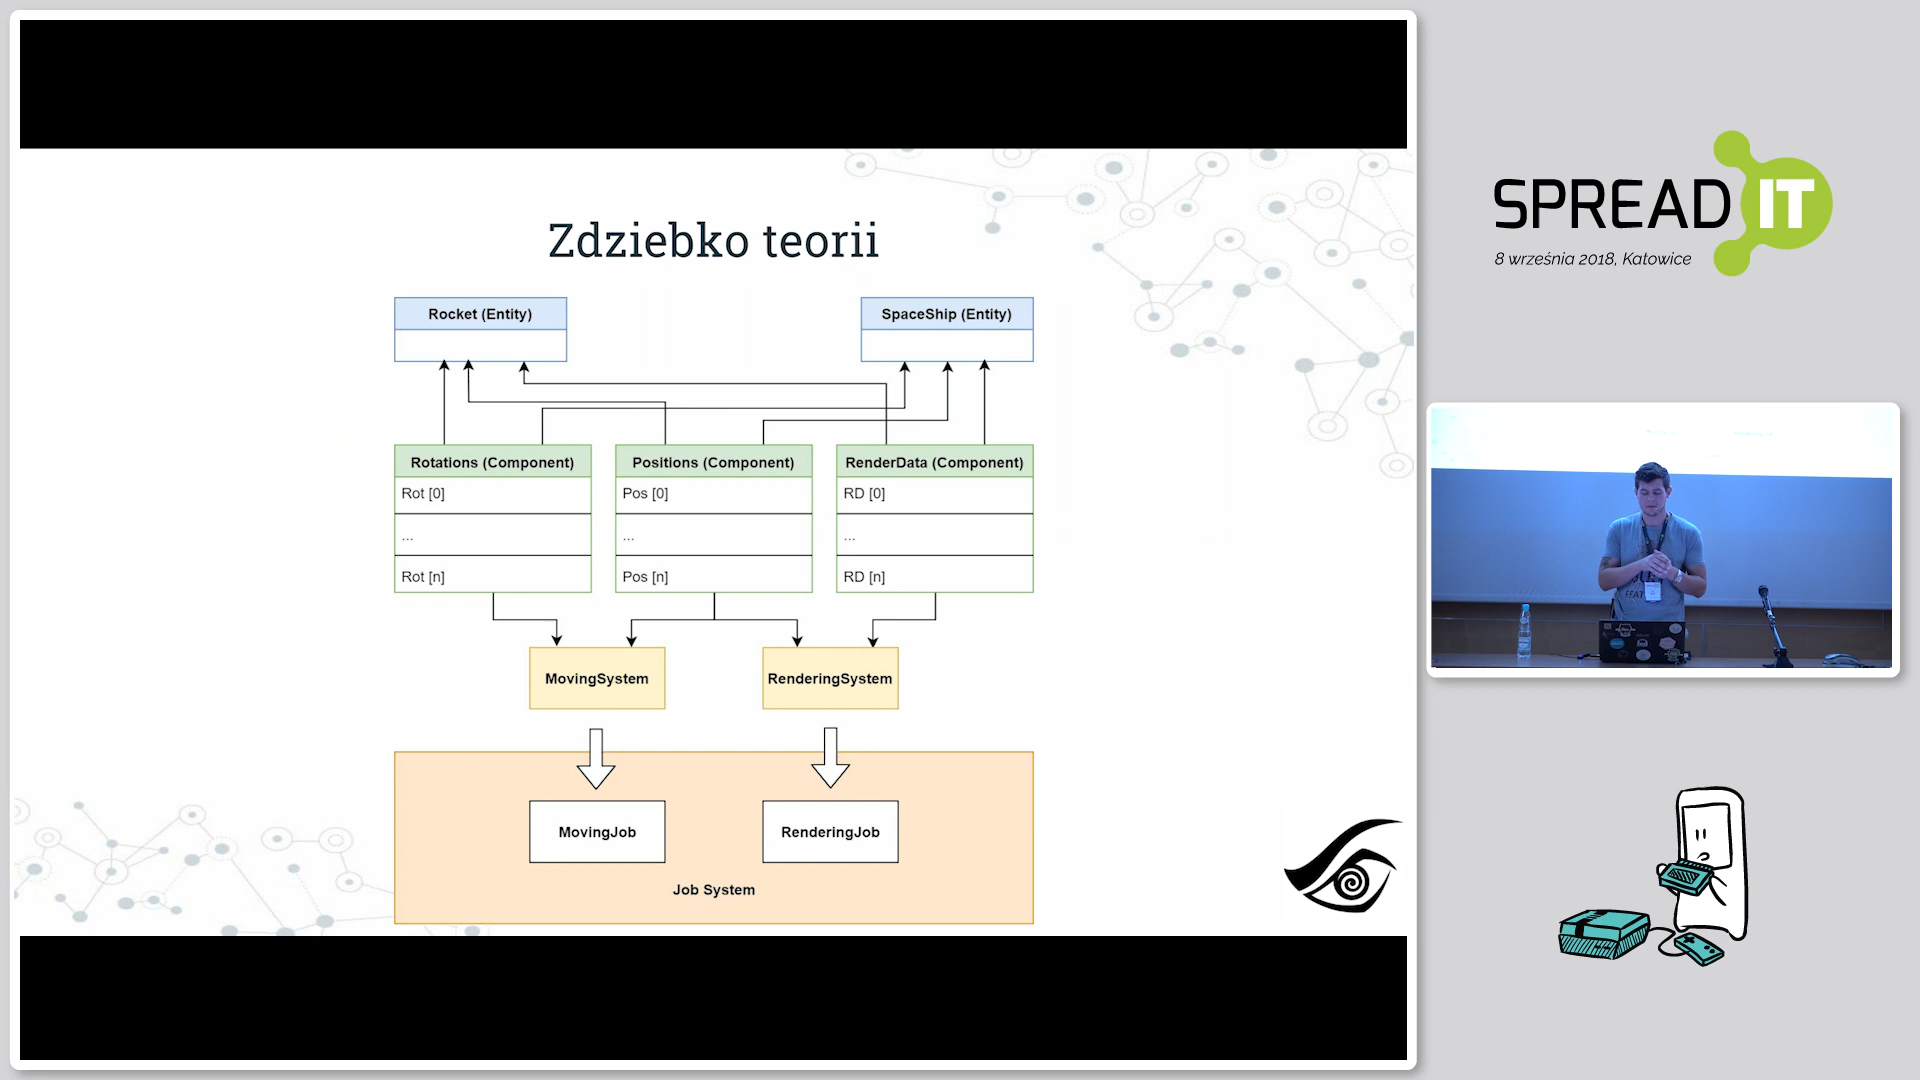 Zdziebko teorii
Rocket (Entity)
SpaceShip (Entity)
Rotations (Component)
Rot [0]
...
Rot [n]
Positions (Component)
Pos [0]
...
Pos [n]
RenderData (Component)
RD [0]
...
RD [n]
MovingSystem
RenderingSystem
MovingJob
RenderingJob
Job System
SPREAD IT
8 września 2018, Katowice